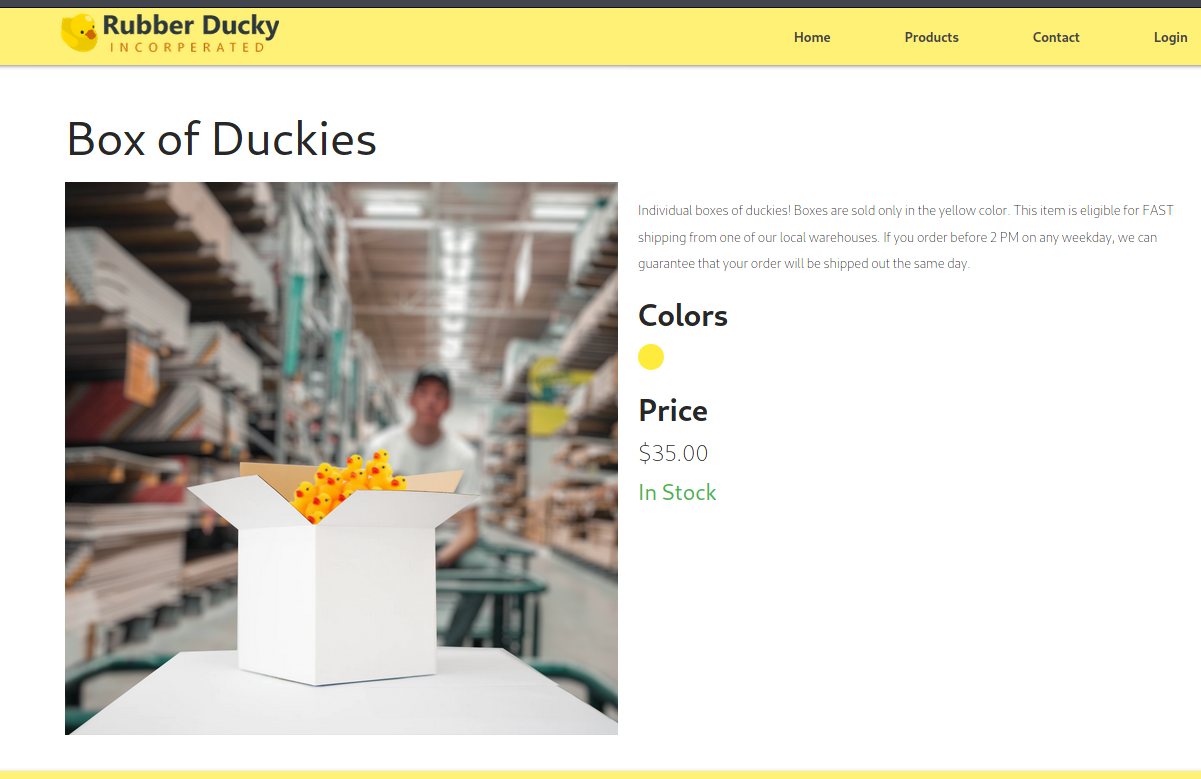 Rubber Ducky
INCORPERATED
Home Products Contact Login
Box of Duckies
Individual boxes of duckies! Boxes are sold only in the yellow color. This item is eligible for FAST
shipping from one of our local warehouses. If you order before 2 PM on any weekday, we can
guarantee that your order will be shipped out the same day.
Colors
Price
$35.00
In Stock